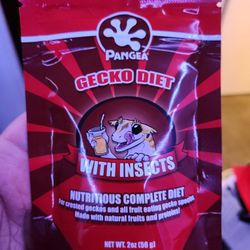 PANGEA
GECKO DIET
WITH INSECTS
NUTRITIOUS COMPLETE DIET
For crested geckos and all fruit eating gecko species
Made with natural fruits and proteins!
NET WT. 2oz (56 g)